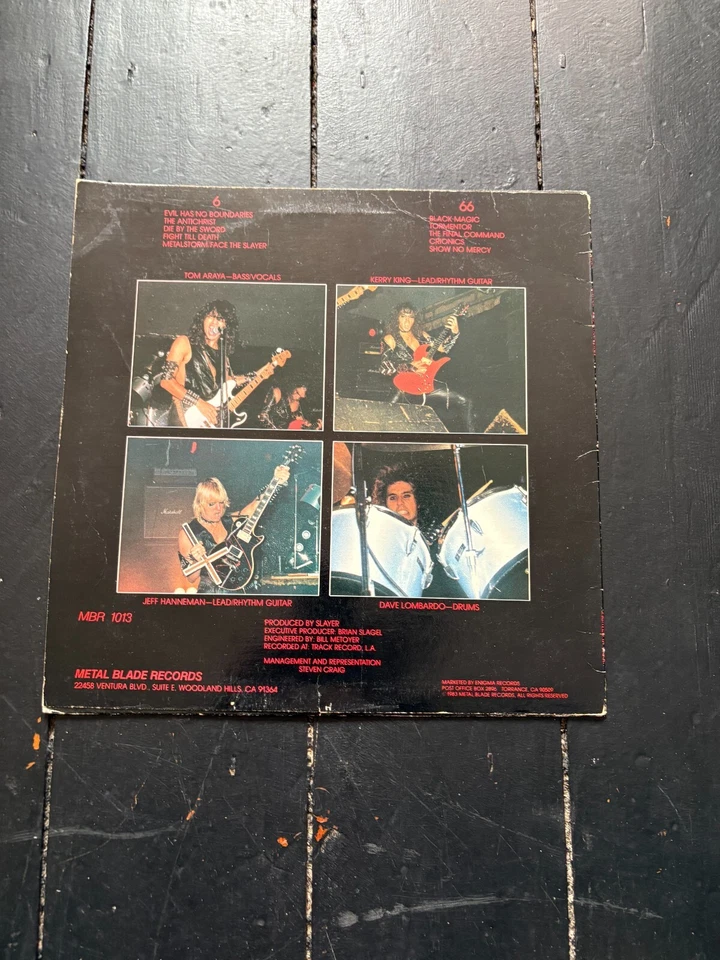 6
EVIL HAS NO BOUNDARIES
THE ANTICHRIST
DIE BY THE SWORD
FIGHT TILL DEATH
METALSTORM/FACE THE SLAYER
66
BLACK MAGIC
TORMENTOR
THE FINAL COMMAND
CRIONICS
SHOW NO MERCY
TOM ARAYA—BASS/VOCALS
KERRY KING—LEAD/RHYTHM GUITAR
Marshall
JEFF HANNEMAN—LEAD/RHYTHM GUITAR
DAVE LOMBARDO—DRUMS
MBR 1013
PRODUCED BY SLAYER
EXECUTIVE PRODUCER: BRIAN SLAGEL
ENGINEERED BY: BILL METOYER
RECORDED AT: TRACK RECORD, L.A.
MANAGEMENT AND REPRESENTATION
STEVEN CRAIG
METAL BLADE RECORDS
22458 VENTURA BLVD., SUITE E, WOODLAND HILLS, CA 91364
MARKETED BY ENIGMA RECORDS
POST OFFICE BOX 2896 TORRANCE, CA 90509
© 1983 METAL BLADE RECORDS, ALL RIGHTS RESERVED